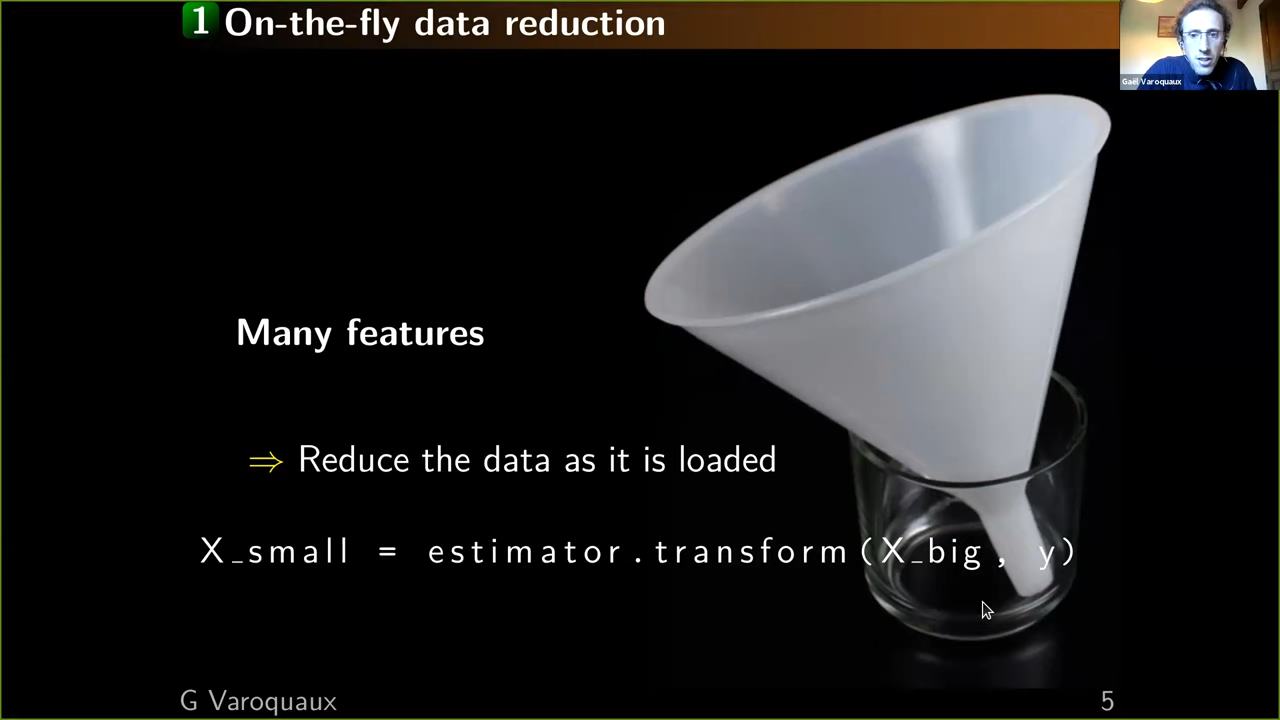 1 On-the-fly data reduction
Gaël Varoquaux
Many features
⇒ Reduce the data as it is loaded
X_small = estimator.transform(X_big, y)
G Varoquaux
5